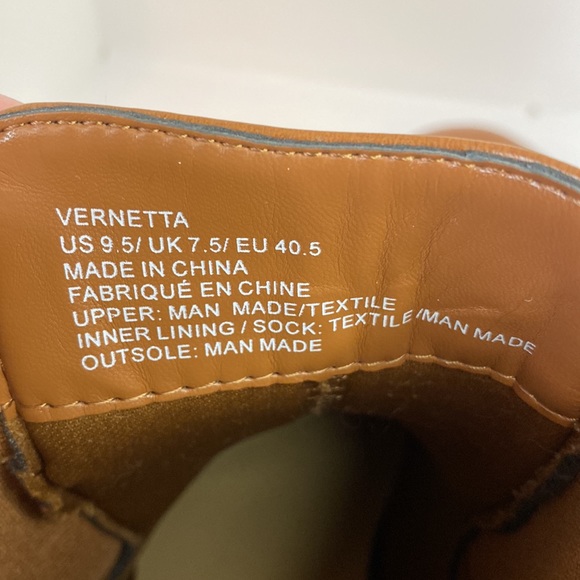 VERNETTA
US 9.5/ UK 7.5/ EU 40.5
MADE IN CHINA
FABRIQUÉ EN CHINE
UPPER: MAN MADE/TEXTILE
INNER LINING / SOCK: TEXTILE /MAN MADE
OUTSOLE: MAN MADE